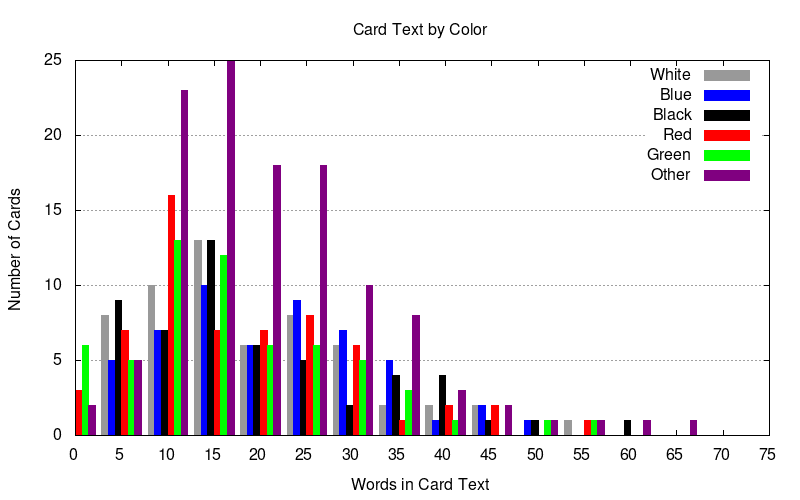 Card Text by Color
25
20
15
10
5
0
Number of Cards
White
Blue
Black
Red
Green
Other
0 5 10 15 20 25 30 35 40 45 50 55 60 65 70 75
Words in Card Text